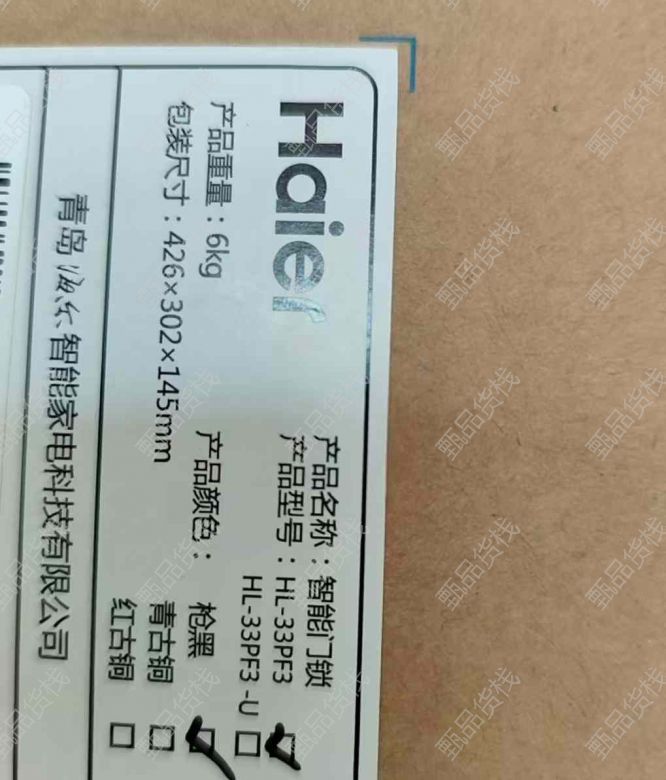 Haier
产品名称：智能门锁
产品型号：HL-33PF3
HL-33PF3-U
产品重量：6kg
产品颜色：枪黑
青古铜
红古铜
包装尺寸：426×302×145mm
青岛海尔智能家电科技有限公司
甄品货栈